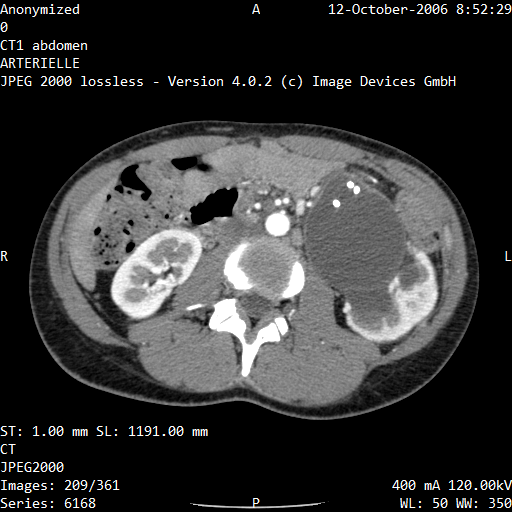 Anonymized A 12-October-2006 8:52:29
0
CT1 abdomen
ARTERIELLE
JPEG 2000 lossless - Version 4.0.2 (c) Image Devices GmbH
R L
ST: 1.00 mm SL: 1191.00 mm
CT
JPEG2000
Images: 209/361 400 mA 120.00kV
Series: 6168 P WL: 50 WW: 350